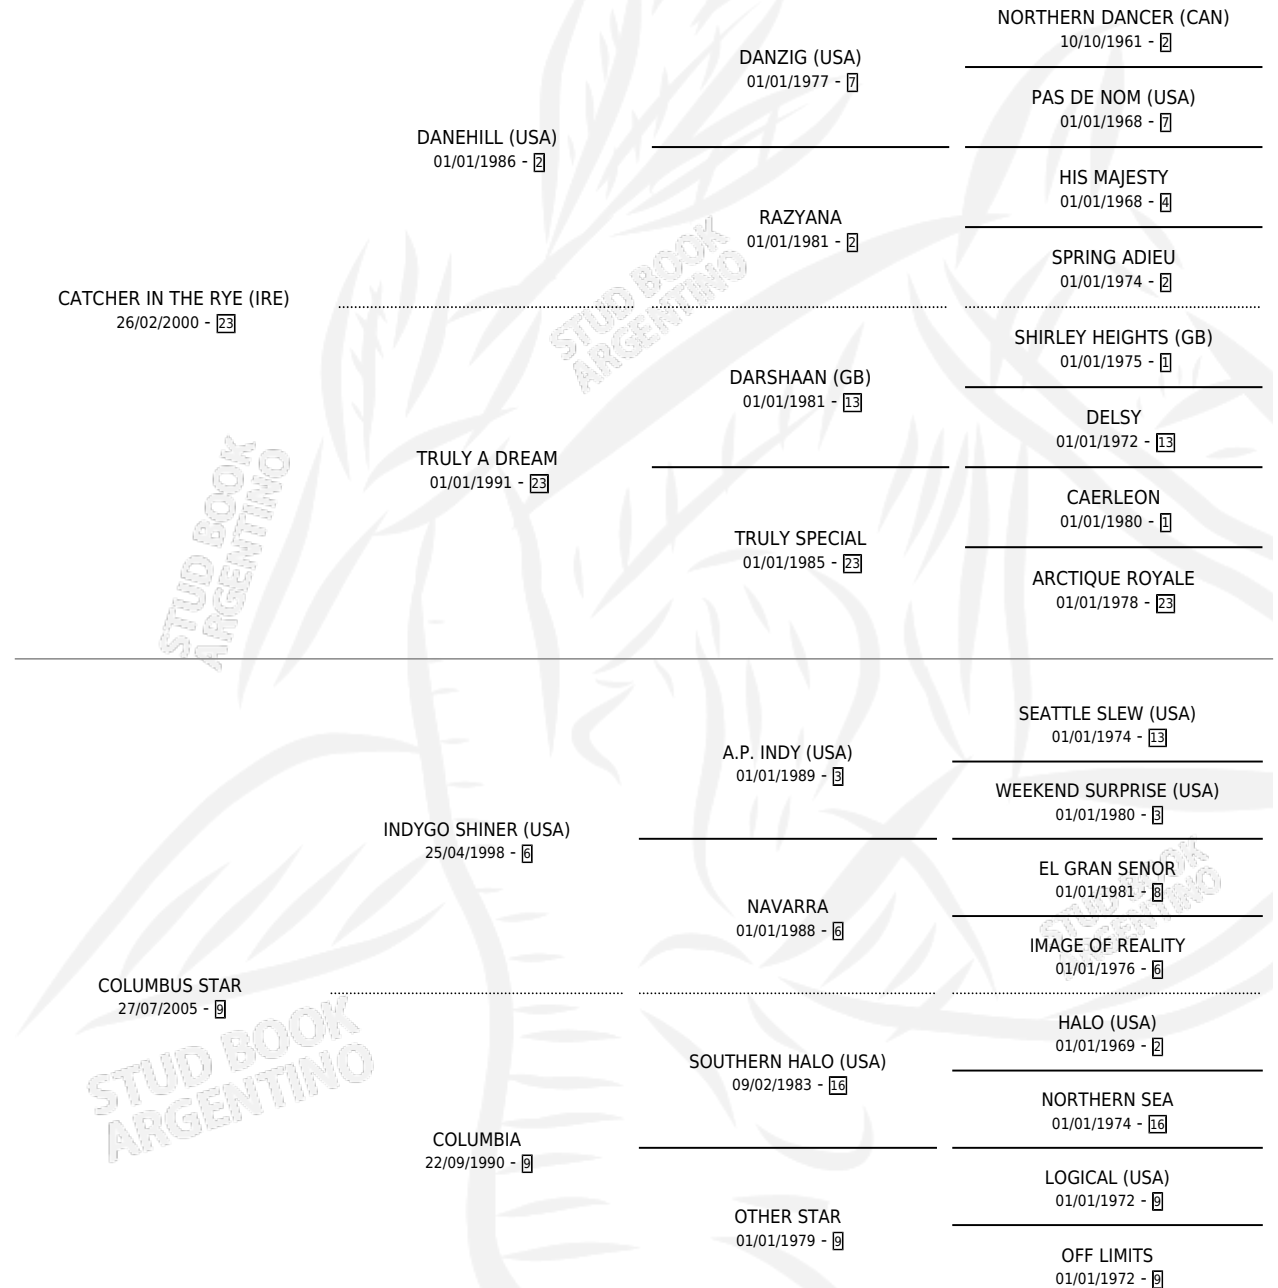 NORTHERN DANCER (CAN)
10/10/1961 - 2
DANZIG (USA)
01/01/1977 - 7
PAS DE NOM (USA)
01/01/1968 - 7
DANEHILL (USA)
01/01/1986 - 2
HIS MAJESTY
01/01/1968 - 4
RAZYANA
01/01/1981 - 2
SPRING ADIEU
01/01/1974 - 2
CATCHER IN THE RYE (IRE)
26/02/2000 - 23
SHIRLEY HEIGHTS (GB)
01/01/1975 - 1
DARSHAAN (GB)
01/01/1981 - 13
DELSY
01/01/1972 - 13
TRULY A DREAM
01/01/1991 - 23
CAERLEON
01/01/1980 - 1
TRULY SPECIAL
01/01/1985 - 23
ARCTIQUE ROYALE
01/01/1978 - 23
SEATTLE SLEW (USA)
01/01/1974 - 13
A.P. INDY (USA)
01/01/1989 - 3
WEEKEND SURPRISE (USA)
01/01/1980 - 3
INDYGO SHINER (USA)
25/04/1998 - 6
EL GRAN SENOR
01/01/1981 - 8
NAVARRA
01/01/1988 - 6
IMAGE OF REALITY
01/01/1976 - 6
COLUMBUS STAR
27/07/2005 - 9
HALO (USA)
01/01/1969 - 2
SOUTHERN HALO (USA)
09/02/1983 - 16
NORTHERN SEA
01/01/1974 - 16
COLUMBIA
22/09/1990 - 9
LOGICAL (USA)
01/01/1972 - 9
OTHER STAR
01/01/1979 - 9
OFF LIMITS
01/01/1972 - 9
STUD BOOK
ARGENTINO
STUD BOOK
ARGENTINO
STUD BOOK
ARGENTINO
STUD BOOK
ARGENTINO